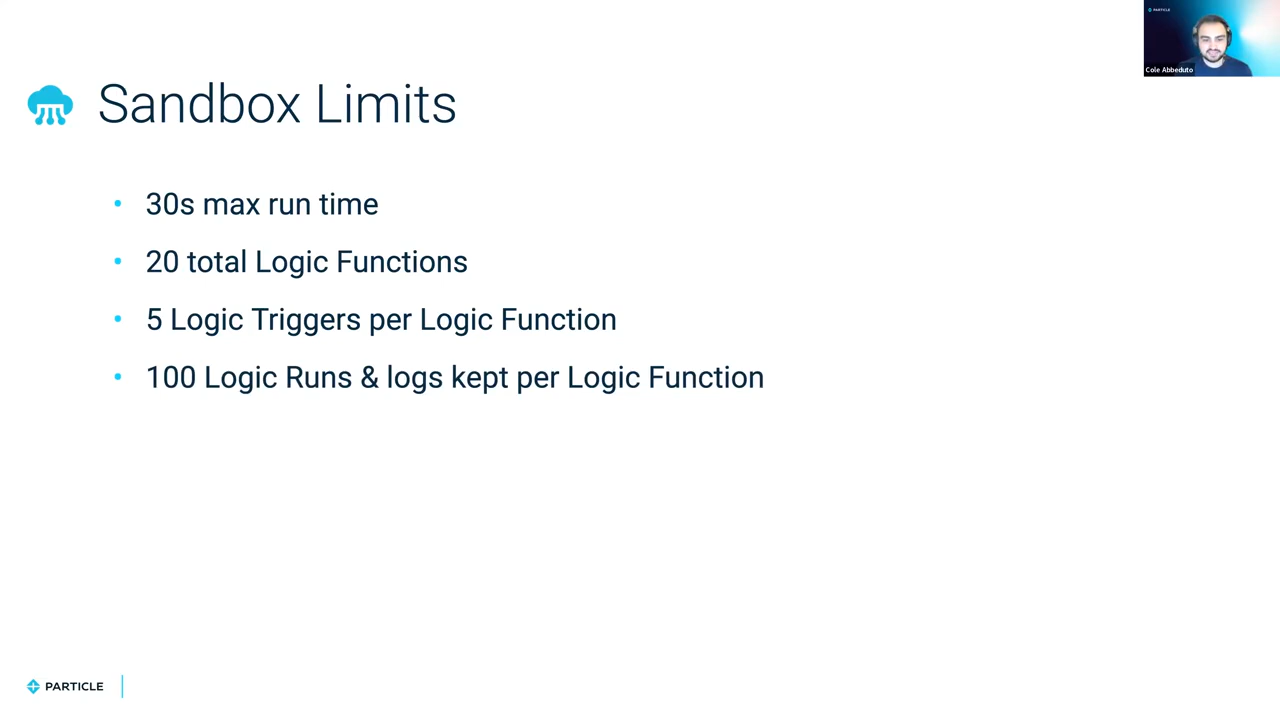 PARTICLE
Cole Abbeduto
Sandbox Limits
• 30s max run time
• 20 total Logic Functions
• 5 Logic Triggers per Logic Function
• 100 Logic Runs & logs kept per Logic Function
PARTICLE